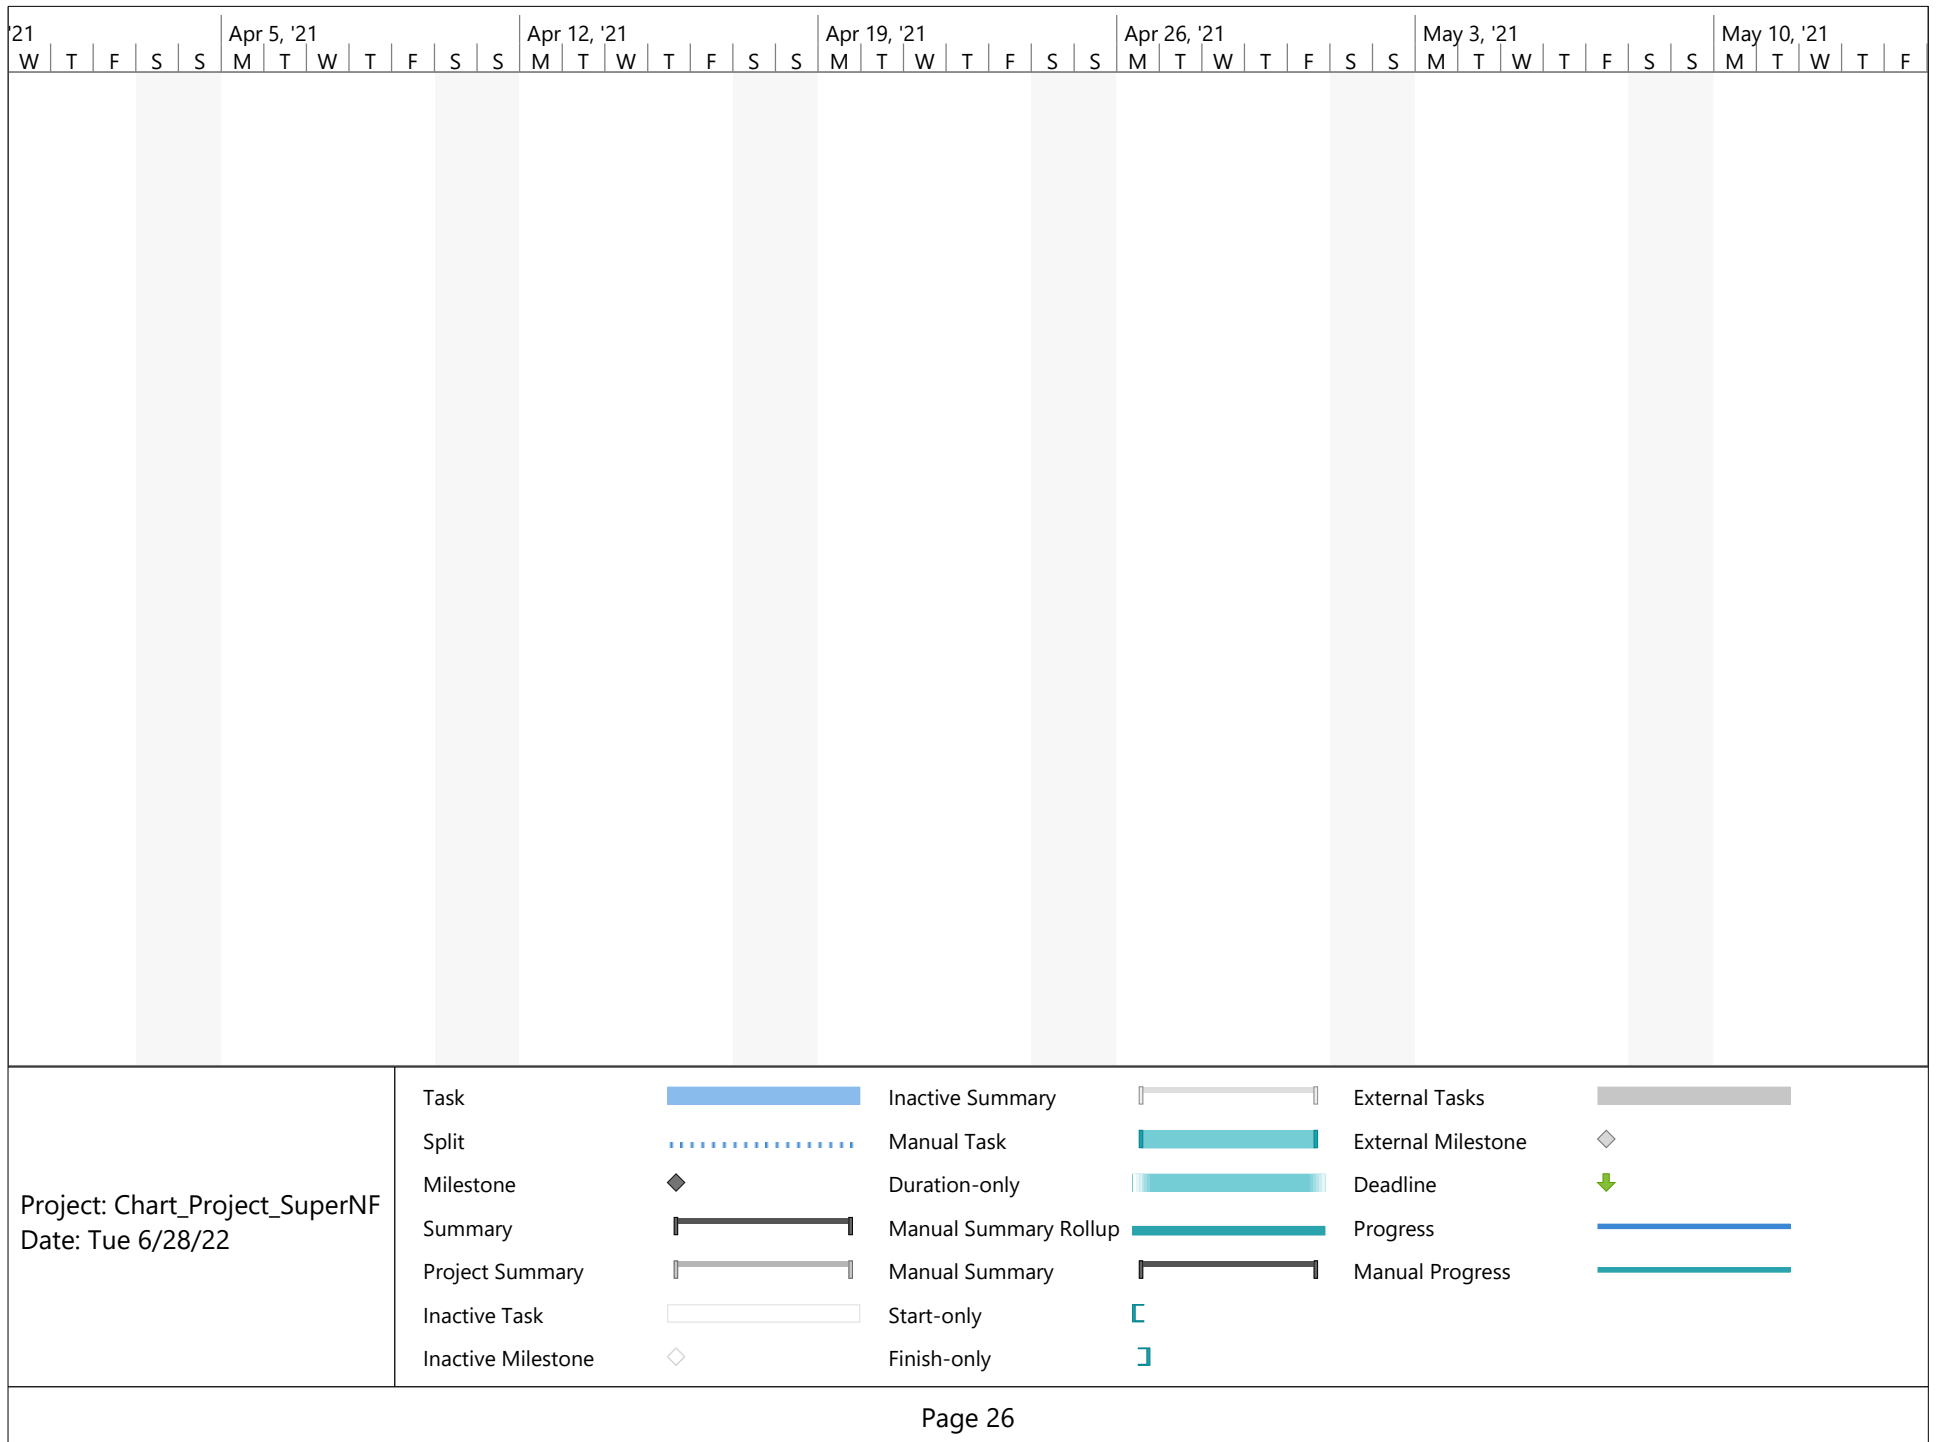 '21 Apr 5, '21 Apr 12, '21 Apr 19, '21 Apr 26, '21 May 3, '21 May 10, '21
W T F S S M T W T F S S M T W T F S S M T W T F S S M T W T F S S M T W T F S S M T W T F
Project: Chart_Project_SuperNF
Date: Tue 6/28/22
Task
Split
Milestone
Summary
Project Summary
Inactive Task
Inactive Milestone
Inactive Summary
Manual Task
Duration-only
Manual Summary Rollup
Manual Summary
Start-only
Finish-only
External Tasks
External Milestone
Deadline
Progress
Manual Progress
Page 26